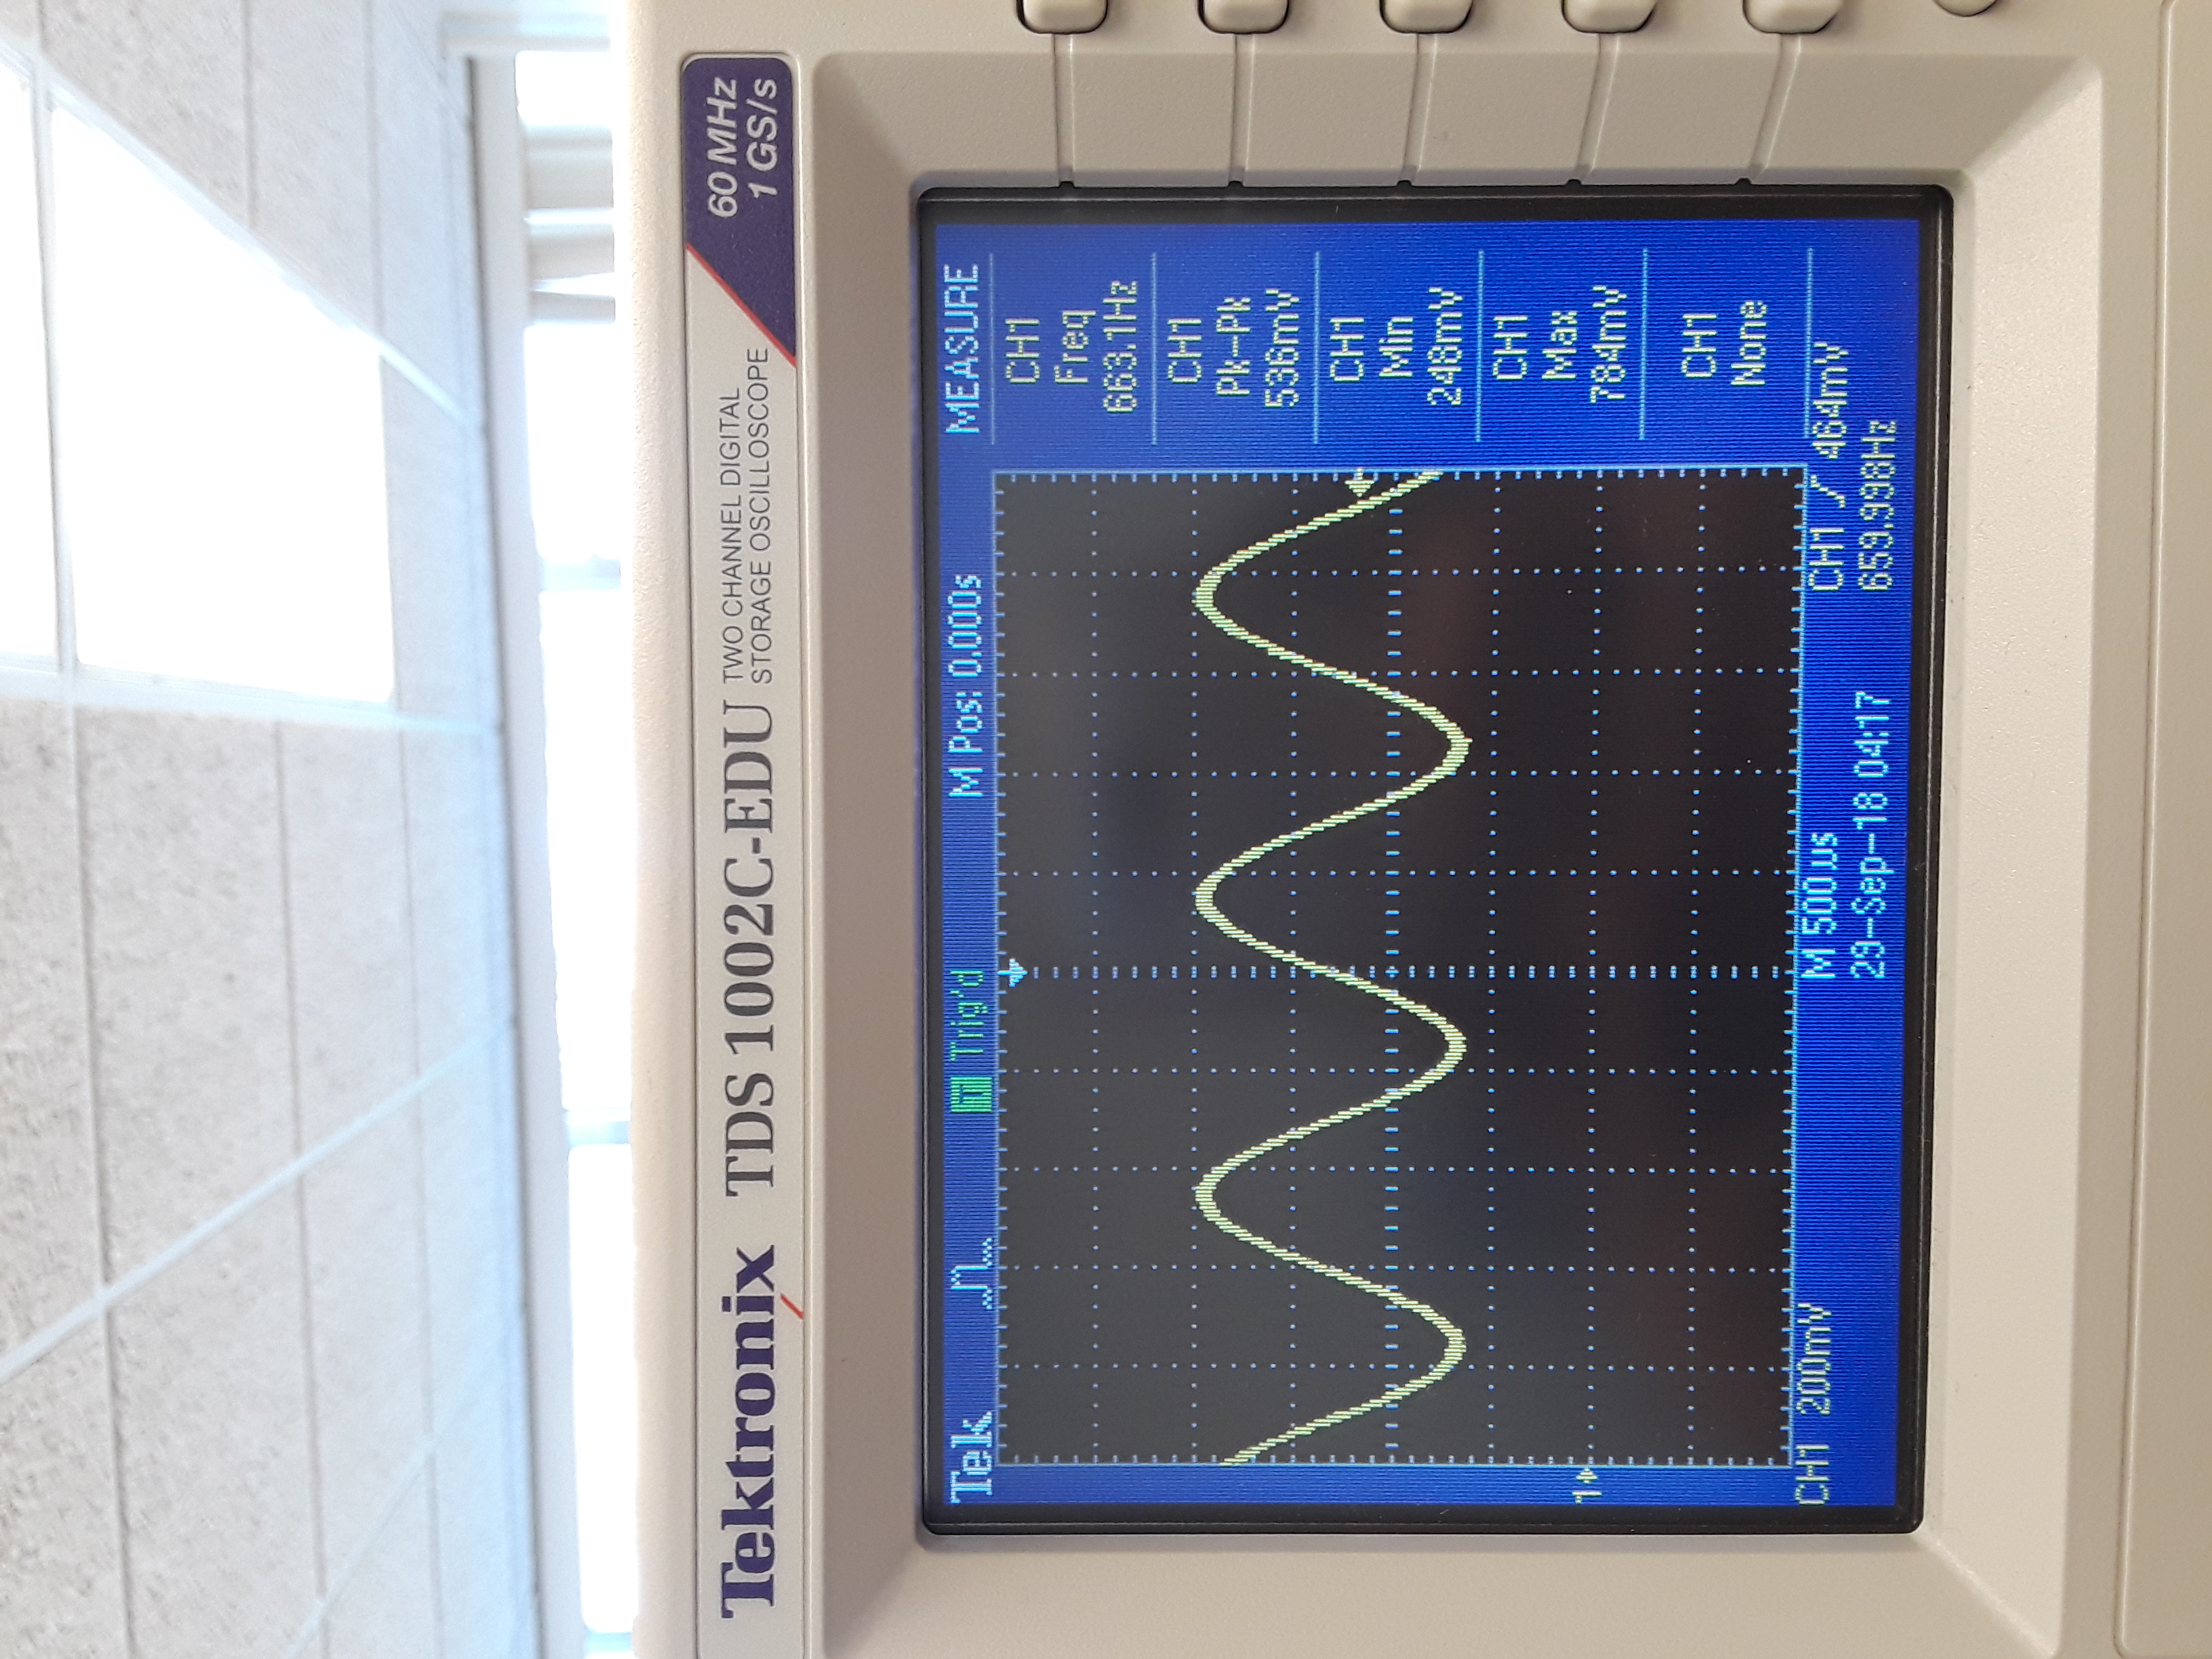 Tektronix TDS 1002C-EDU TWO CHANNEL DIGITAL
STORAGE OSCILLOSCOPE
60 MHz
1 GS/s
Tek T Trig'd M Pos: 0.000s MEASURE
CH1
Freq
663.1Hz
CH1
Pk-Pk
536mV
CH1
Min
248mV
CH1
Max
784mV
CH1
None
1
CH1 200mV M 500µs CH1 464mV
29-Sep-18 04:17 659.998Hz